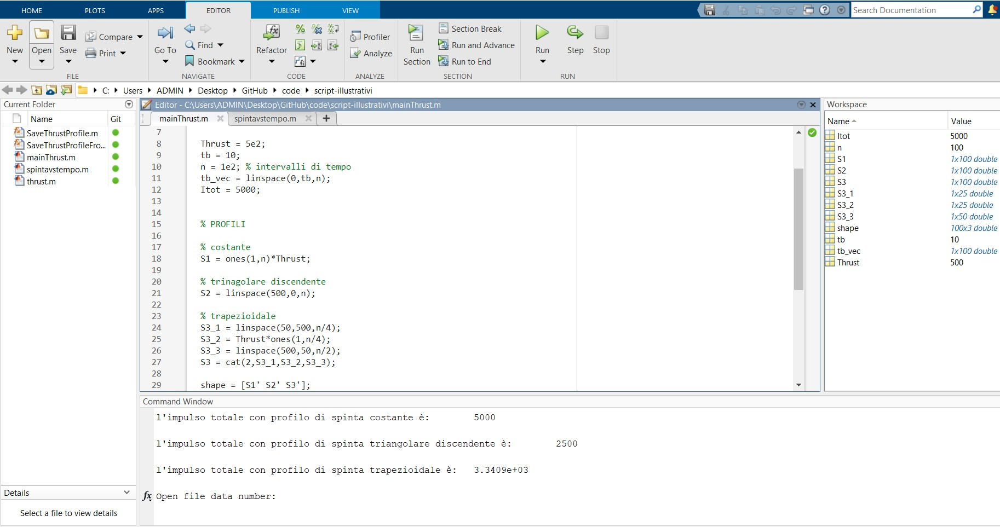 HOME PLOTS APPS EDITOR PUBLISH VIEW Search Documentation
New Open Save Compare Print
FILE
Go To Find Bookmark
NAVIGATE
Refactor
CODE
Profiler Analyze
ANALYZE
Run Section Section Break Run and Advance Run to End
SECTION
Run Step Stop
RUN
C: Users ADMIN Desktop GitHub code script-illustrativi
Current Folder
Name Git
SaveThrustProfile.m
SaveThrustProfileFro...
mainThrust.m
spintavstempo.m
thrust.m
Details
Select a file to view details
Editor - C:\Users\ADMIN\Desktop\GitHub\code\script-illustrativi\mainThrust.m
mainThrust.m spintavstempo.m
7
8 Thrust = 5e2;
9 tb = 10;
10 n = 1e2; % intervalli di tempo
11 tb_vec = linspace(0,tb,n);
12 Itot = 5000;
13
14
15 % PROFILI
16
17 % costante
18 S1 = ones(1,n)*Thrust;
19
20 % trinagolare discendente
21 S2 = linspace(500,0,n);
22
23 % trapezioidale
24 S3_1 = linspace(50,500,n/4);
25 S3_2 = Thrust*ones(1,n/4);
26 S3_3 = linspace(500,50,n/2);
27 S3 = cat(2,S3_1,S3_2,S3_3);
28
29 shape = [S1' S2' S3'];
Command Window
l'impulso totale con profilo di spinta costante è: 5000
l'impulso totale con profilo di spinta triangolare discendente è: 2500
l'impulso totale con profilo di spinta trapezioidale è: 3.3409e+03
fx Open file data number:
Workspace
Name Value
Itot 5000
n 100
S1 1x100 double
S2 1x100 double
S3 1x100 double
S3_1 1x25 double
S3_2 1x25 double
S3_3 1x50 double
shape 100x3 double
tb 10
tb_vec 1x100 double
Thrust 500